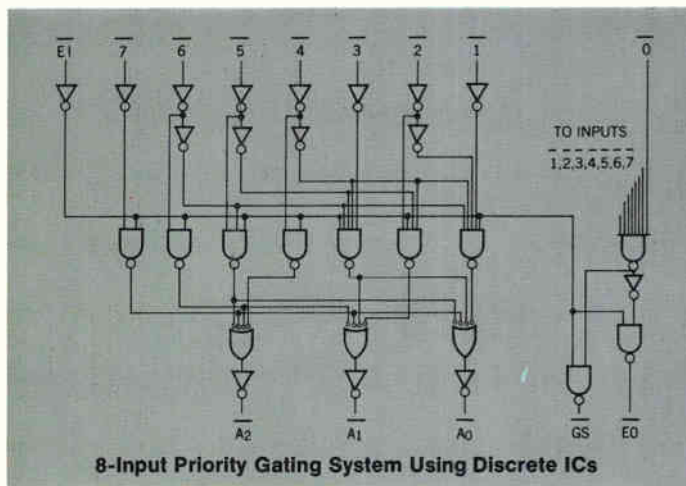 EI 7 6 5 4 3 2 1 0
TO INPUTS
1,2,3,4,5,6,7
A2 A1 A0 GS EO
8-Input Priority Gating System Using Discrete ICs